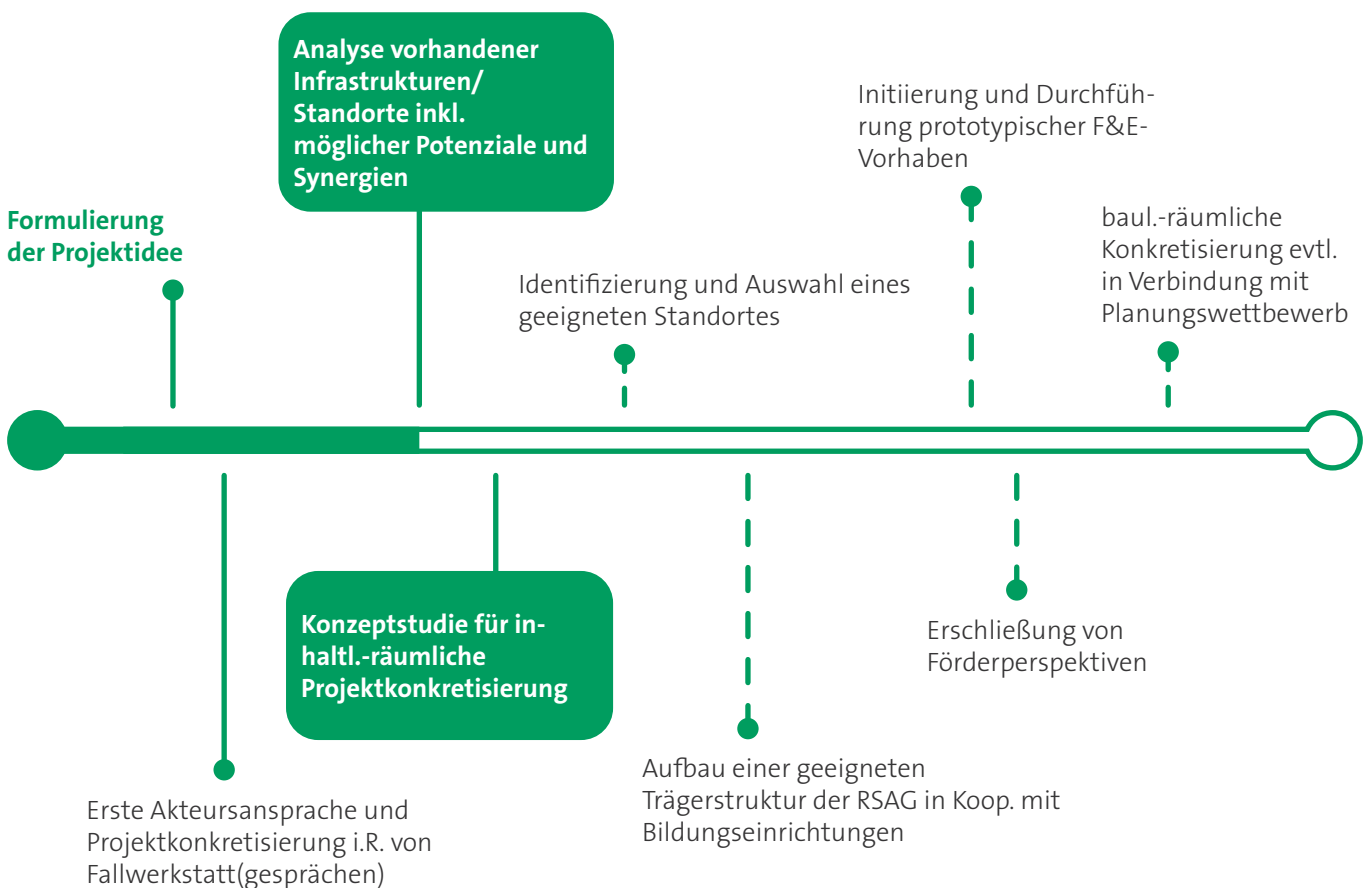 Formulierung
der Projektidee
Analyse vorhandener
Infrastrukturen/
Standorte inkl.
möglicher Potenziale und
Synergien
Identifizierung und Auswahl eines
geeigneten Standortes
Initiierung und Durchfüh-
rung prototypischer F&E-
Vorhaben
baul.-räumliche
Konkretisierung evtl.
in Verbindung mit
Planungswettbewerb
Erste Akteursansprache und
Projektkonkretisierung i.R. von
Fallwerkstatt(gesprächen)
Konzeptstudie für in-
haltl.-räumliche
Projektkonkretisierung
Aufbau einer geeigneten
Trägerstruktur der RSAG in Koop. mit
Bildungseinrichtungen
Erschließung von
Förderperspektiven